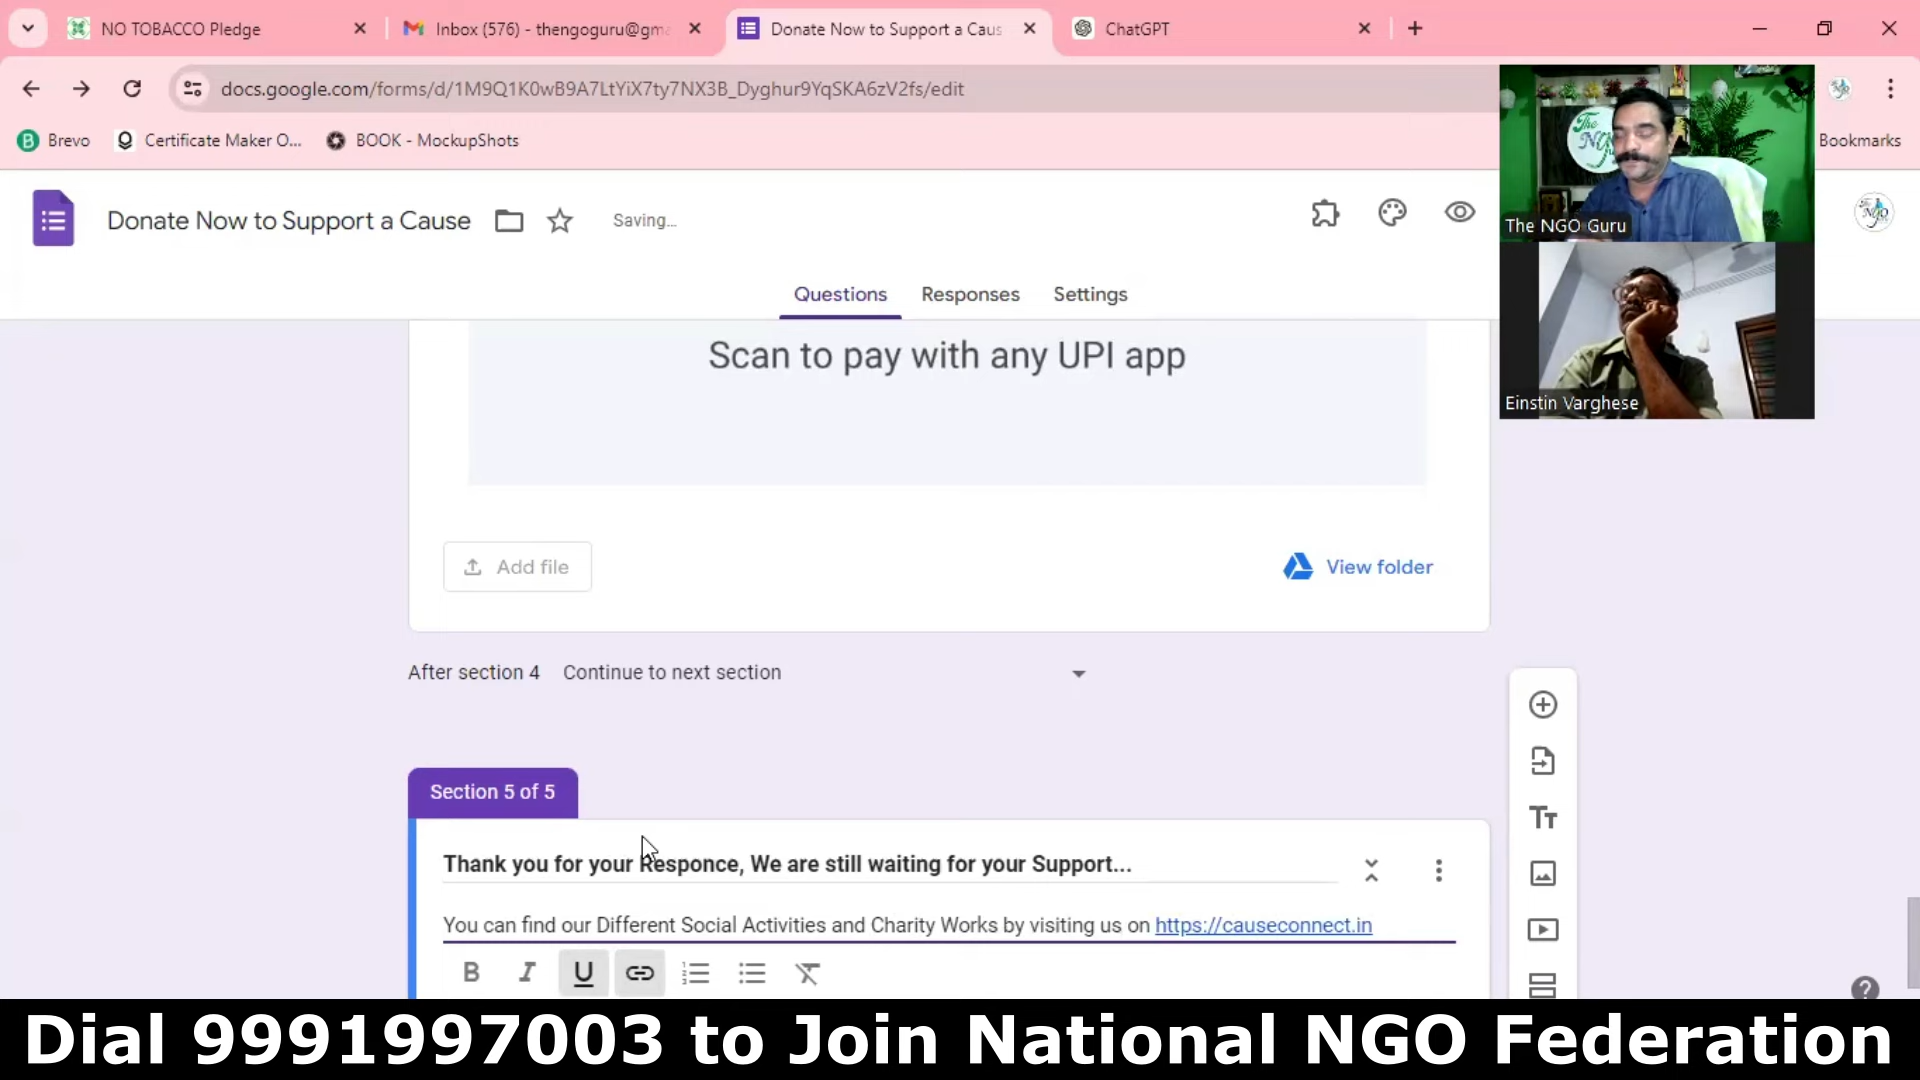 NO TOBACCO Pledge
Inbox (576) - thengoguru@gma
Donate Now to Support a Caus
ChatGPT
docs.google.com/forms/d/1M9Q1K0wB9A7LtYiX7ty7NX3B_Dyghur9YqSKA6zV2fs/edit
Brevo
Certificate Maker O...
BOOK - MockupShots
Bookmarks
Donate Now to Support a Cause
Saving...
The NGO Guru
Questions
Responses
Settings
Scan to pay with any UPI app
Einstin Varghese
Add file
View folder
After section 4 Continue to next section
Section 5 of 5
Thank you for your Responce, We are still waiting for your Support...
You can find our Different Social Activities and Charity Works by visiting us on https://causeconnect.in
Dial 9991997003 to Join National NGO Federation